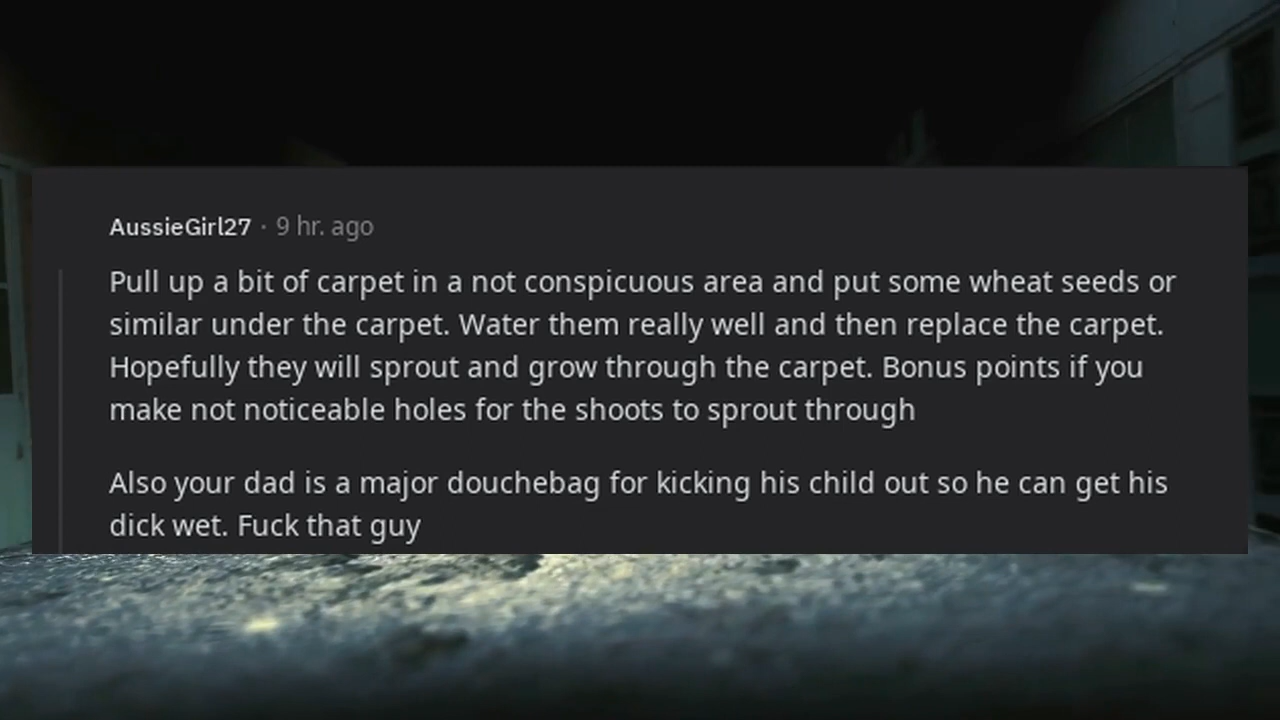 AussieGirl27 · 9 hr. ago
Pull up a bit of carpet in a not conspicuous area and put some wheat seeds or
similar under the carpet. Water them really well and then replace the carpet.
Hopefully they will sprout and grow through the carpet. Bonus points if you
make not noticeable holes for the shoots to sprout through
Also your dad is a major douchebag for kicking his child out so he can get his
dick wet. Fuck that guy